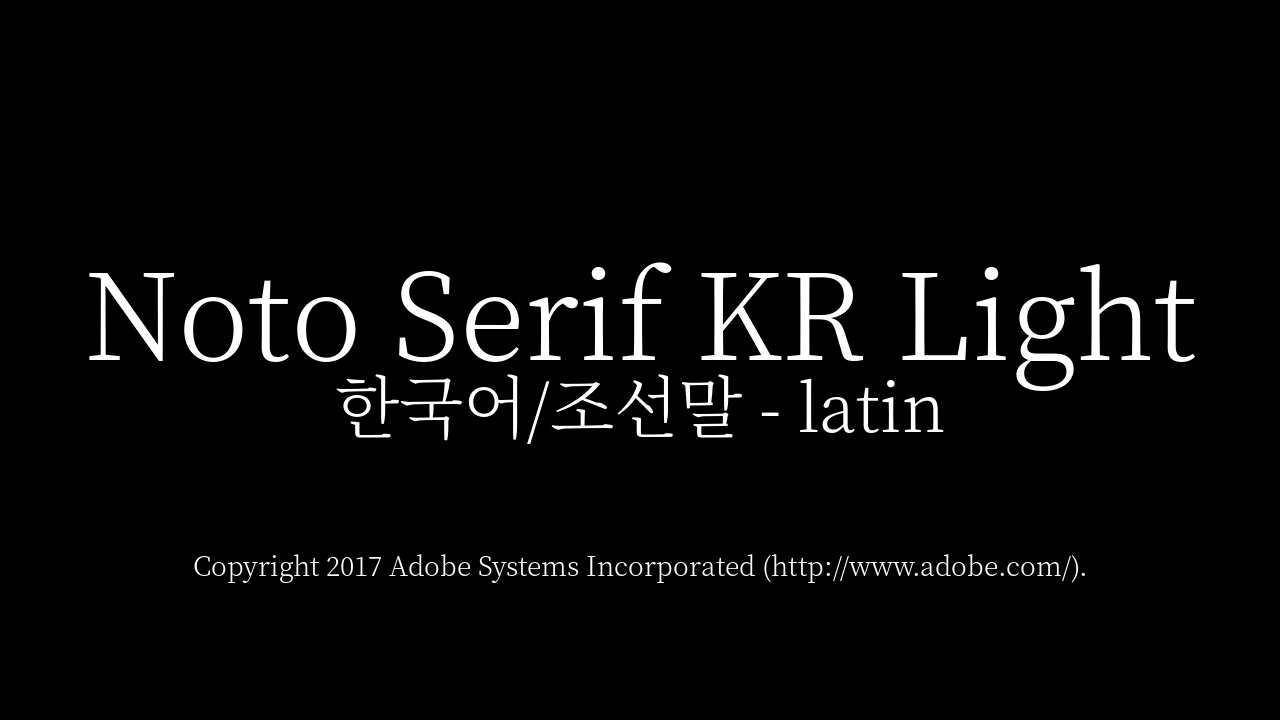 Noto Serif KR Light
한국어/조선말 - latin
Copyright 2017 Adobe Systems Incorporated (http://www.adobe.com/).